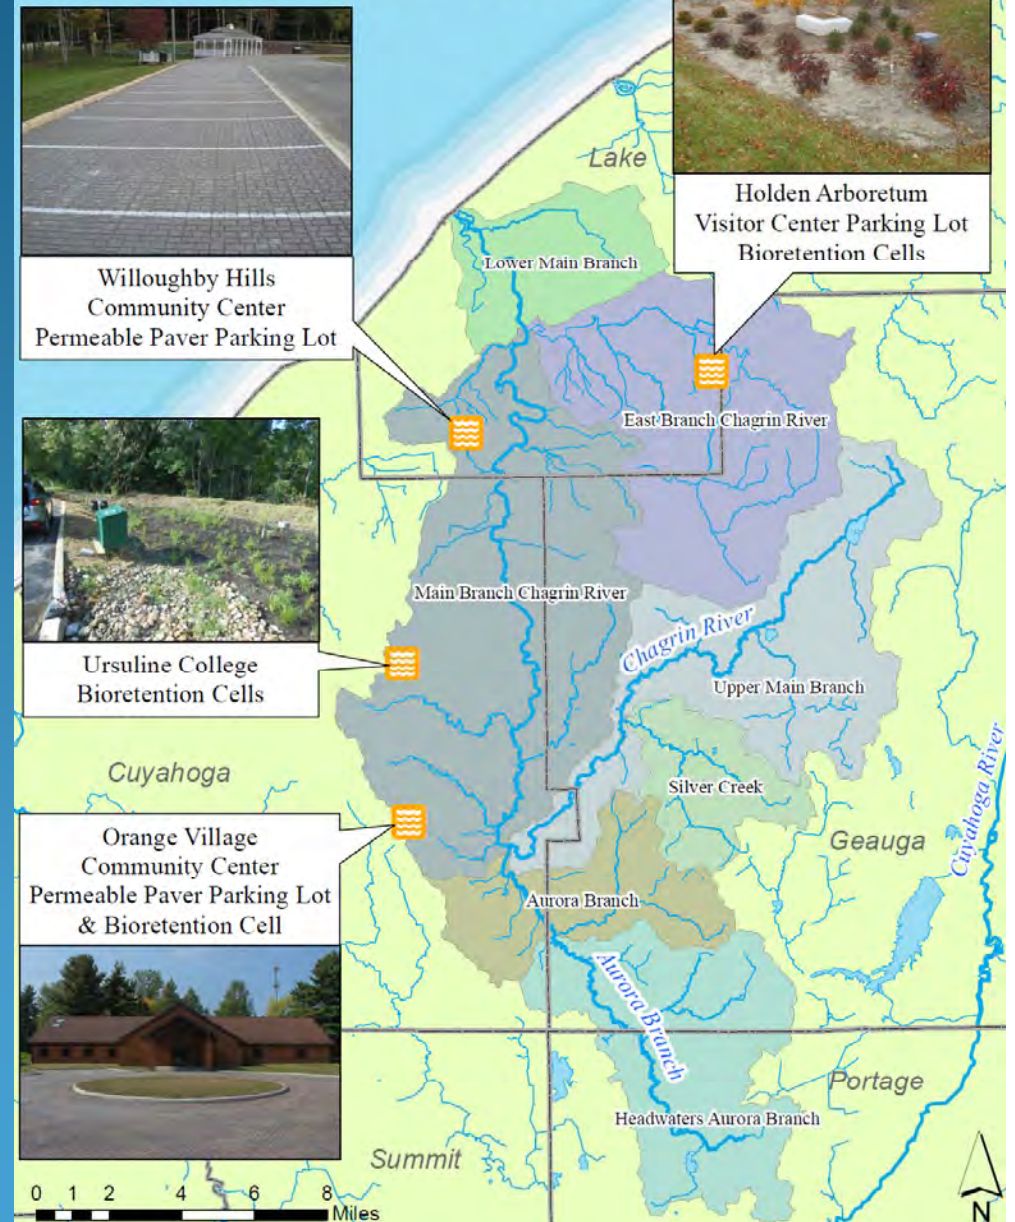 Lake
Holden Arboretum
Visitor Center Parking Lot
Bioretention Cells
Lower Main Branch
Willoughby Hills
Community Center
Permeable Paver Parking Lot
East Branch Chagrin River
Main Branch Chagrin River
Chagrin River
Ursuline College
Bioretention Cells
Upper Main Branch
Cuyahoga
Silver Creek
Cuyahoga River
Orange Village
Community Center
Permeable Paver Parking Lot
& Bioretention Cell
Geauga
Aurora Branch
Aurora Branch
Portage
Headwaters Aurora Branch
Summit
0 1 2 4 6 8
Miles
N